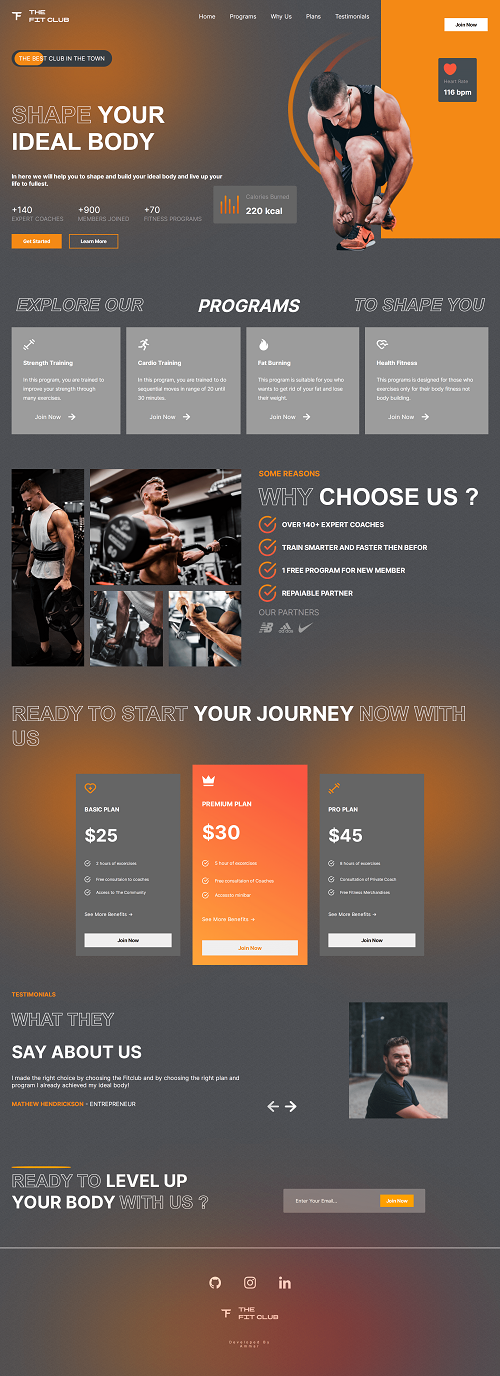 THE
FIT CLUB
Home Programs Why Us Plans Testimonials
Join Now
THE BEST CLUB IN THE TOWN
Heart Rate
116 bpm
SHAPE YOUR
IDEAL BODY
In here we will help you to shape and build your ideal body and live up your
life to fullest.
Calories Burned
220 kcal
+140
EXPERT COACHES
+900
MEMBERS JOINED
+70
FITNESS PROGRAMS
Get Started
Learn More
EXPLORE OUR PROGRAMS TO SHAPE YOU
Strength Training
In this program, you are trained to
improve your strength through
many exercises.
Join Now
Cardio Training
In this program, you are trained to do
sequential moves in range of 20 until
30 minutes.
Join Now
Fat Burning
This program is suitable for you who
wants to get rid of your fat and lose
their weight.
Join Now
Health Fitness
This programs is designed for those who
exercises only for their body fitness not
body building.
Join Now
SOME REASONS
WHY CHOOSE US ?
OVER 140+ EXPERT COACHES
TRAIN SMARTER AND FASTER THEN BEFOR
1 FREE PROGRAM FOR NEW MEMBER
REPAIABLE PARTNER
OUR PARTNERS
adidas
READY TO START YOUR JOURNEY NOW WITH
US
BASIC PLAN
$25
2 hours of excercises
Free consultaion to coaches
Access to The Community
See More Benefits ->
Join Now
PREMIUM PLAN
$30
5 hour of excercises
Free consultaion of Coaches
Accessto minibar
See More Benefits ->
Join Now
PRO PLAN
$45
8 hours of excercises
Consultation of Private Coach
Free Fitness Merchandises
See More Benefits ->
Join Now
TESTIMONIALS
WHAT THEY
SAY ABOUT US
I made the right choice by choosing the Fitclub and by choosing the right plan and
program I already achieved my ideal body!
MATHEW HENDRICKSON - ENTREPRENEUR
READY TO LEVEL UP
YOUR BODY WITH US ?
Enter Your Email...
Join Now
THE
FIT CLUB
Developed By
Ammar